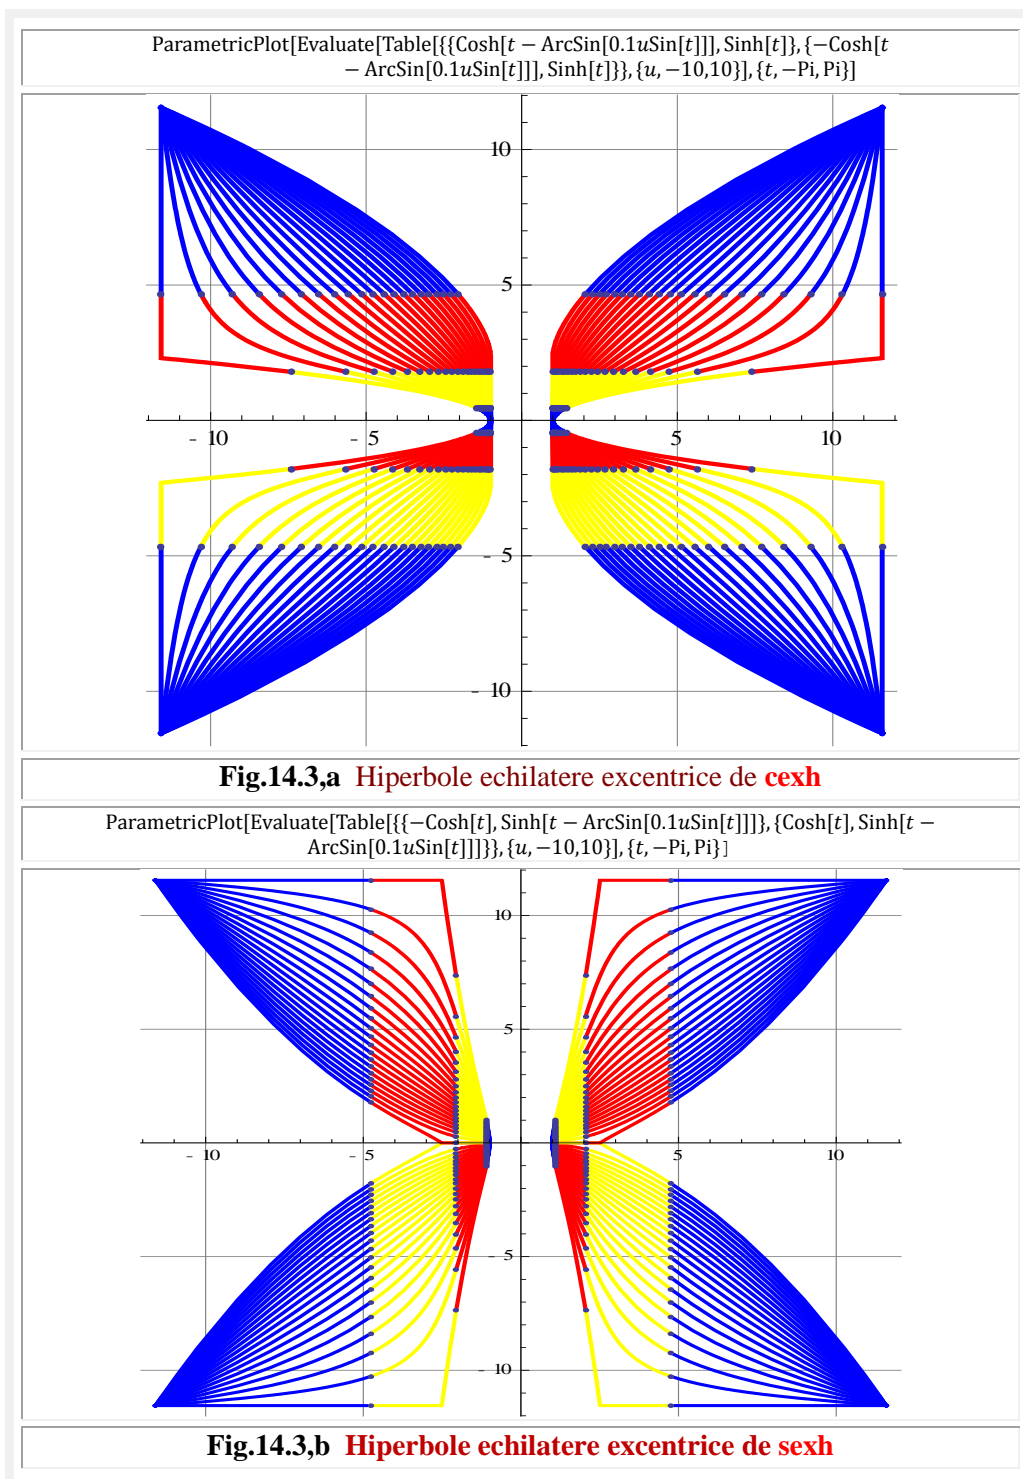 ParametricPlot[Evaluate[Table[{{Cosh[t − ArcSin[0.1uSin[t]]], Sinh[t]}, {−Cosh[t
− ArcSin[0.1uSin[t]]], Sinh[t]}}, {u, −10,10}], {t, −Pi, Pi}]
10
5
- 10
- 5
5
10
- 5
- 10
Fig.14.3,a Hiperbole echilatere excentrice de cexh
ParametricPlot[Evaluate[Table[{{−Cosh[t], Sinh[t − ArcSin[0.1uSin[t]]]}, {Cosh[t], Sinh[t −
ArcSin[0.1uSin[t]]]}}, {u, −10,10}], {t, −Pi, Pi}]
10
5
- 10
- 5
5
10
- 5
- 10
Fig.14.3,b Hiperbole echilatere excentrice de sexh